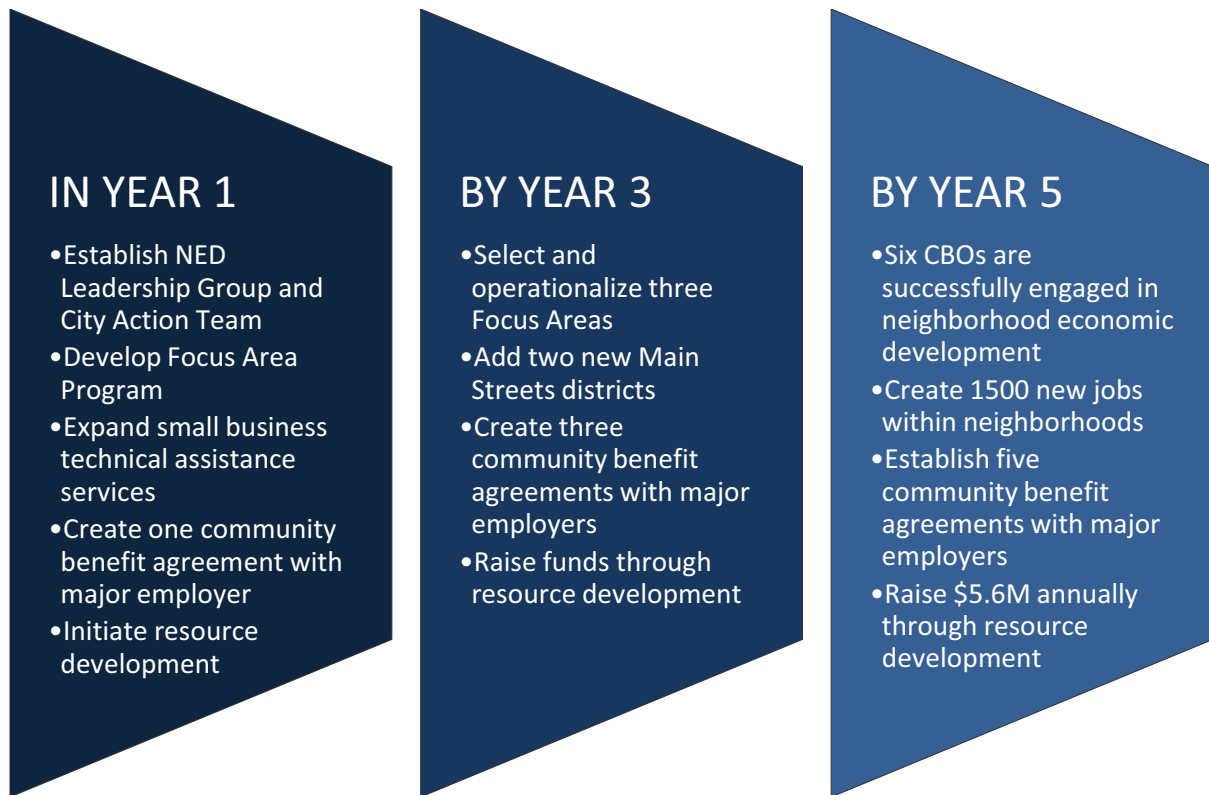 IN YEAR 1
•Establish NED
Leadership Group and
City Action Team
•Develop Focus Area
Program
•Expand small business
technical assistance
services
•Create one community
benefit agreement with
major employer
•Initiate resource
development
BY YEAR 3
•Select and
operationalize three
Focus Areas
•Add two new Main
Streets districts
•Create three
community benefit
agreements with major
employers
•Raise funds through
resource development
BY YEAR 5
•Six CBOs are
successfully engaged in
neighborhood economic
development
•Create 1500 new jobs
within neighborhoods
•Establish five
community benefit
agreements with major
employers
•Raise $5.6M annually
through resource
development